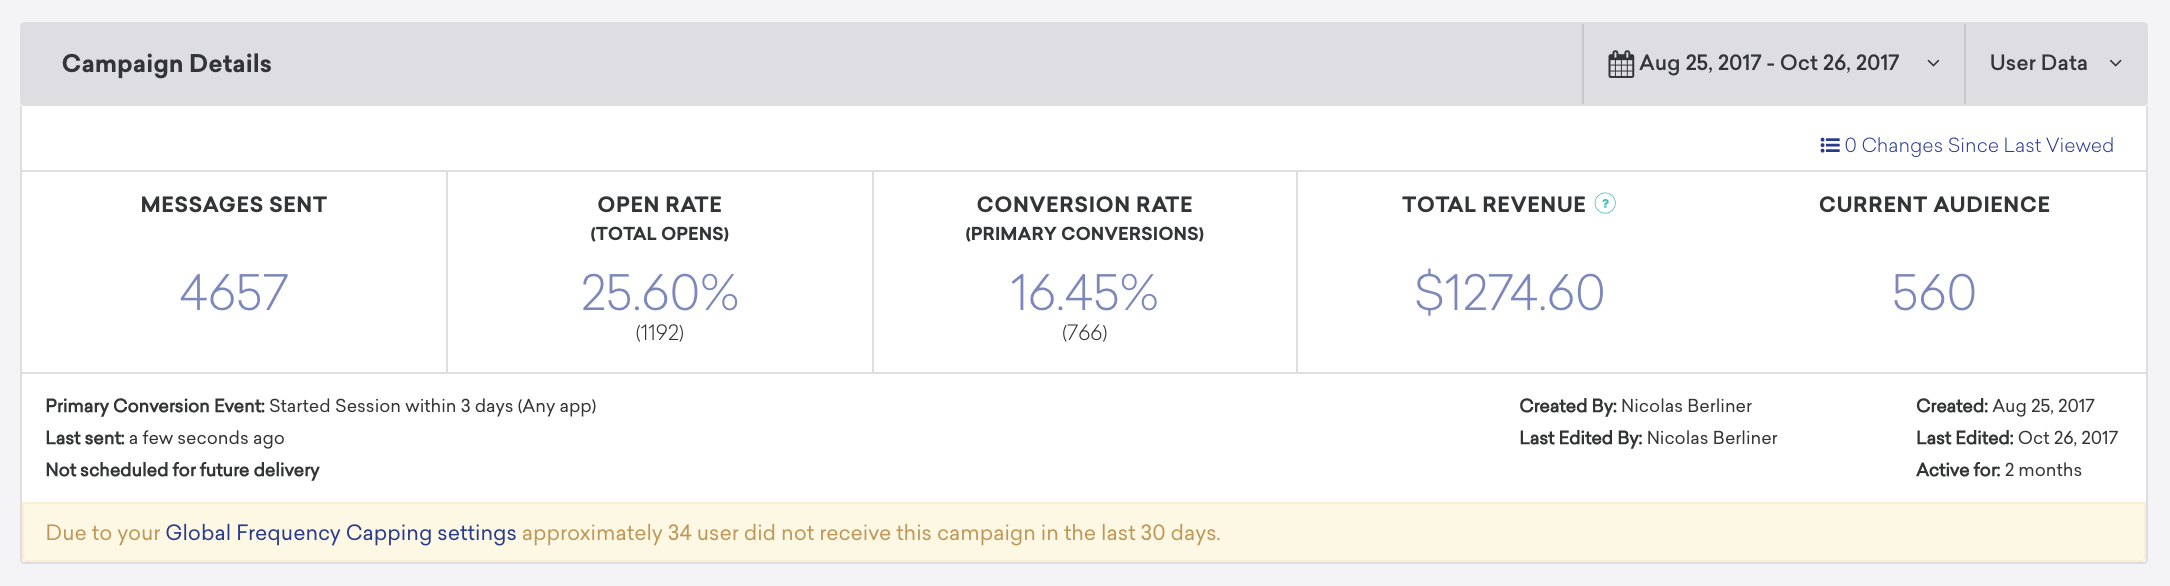 Campaign Details
Aug 25, 2017 - Oct 26, 2017
User Data
0 Changes Since Last Viewed
MESSAGES SENT
4657
OPEN RATE
(TOTAL OPENS)
25.60%
(1192)
CONVERSION RATE
(PRIMARY CONVERSIONS)
16.45%
(766)
TOTAL REVENUE ?
$1274.60
CURRENT AUDIENCE
560
Primary Conversion Event: Started Session within 3 days (Any app)
Last sent: a few seconds ago
Not scheduled for future delivery
Created By: Nicolas Berliner
Last Edited By: Nicolas Berliner
Created: Aug 25, 2017
Last Edited: Oct 26, 2017
Active for: 2 months
Due to your Global Frequency Capping settings approximately 34 user did not receive this campaign in the last 30 days.